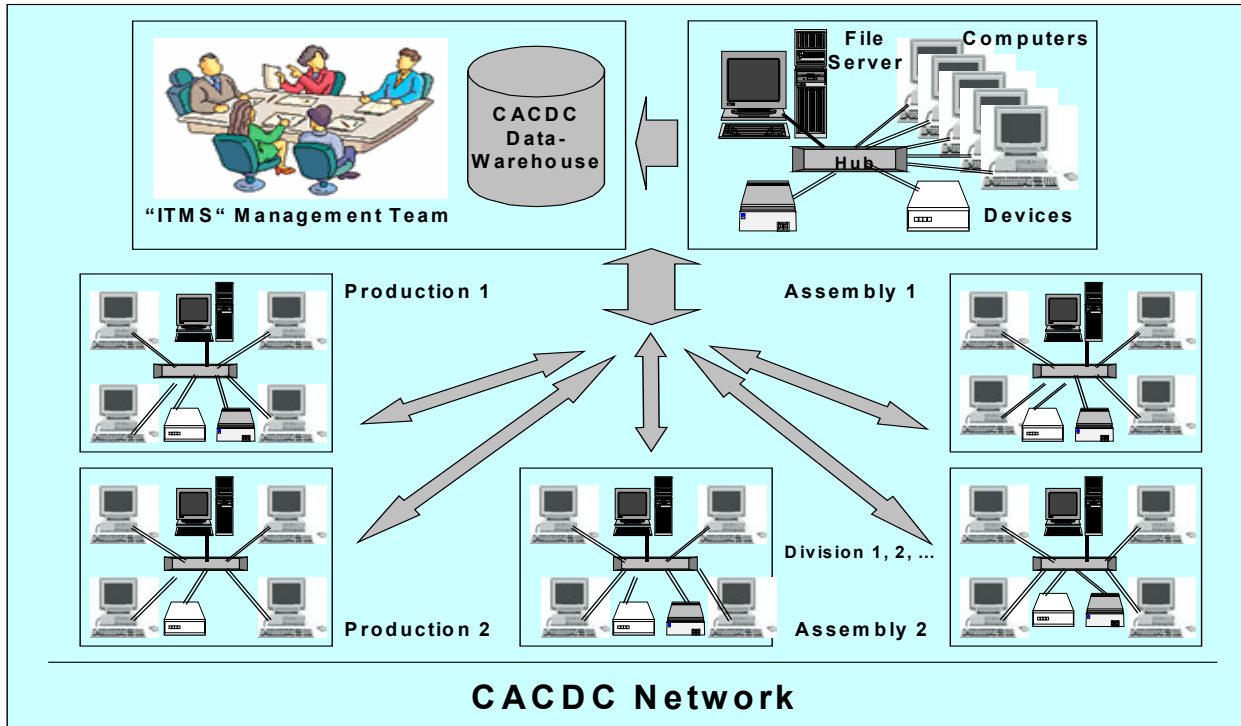 CACDC
Data-
Warehouse
“ITMS“ Management Team
File
Server
Computers
Hub
Devices
Production 1
Assembly 1
Production 2
Division 1, 2, ...
Assembly 2
CACDC Network